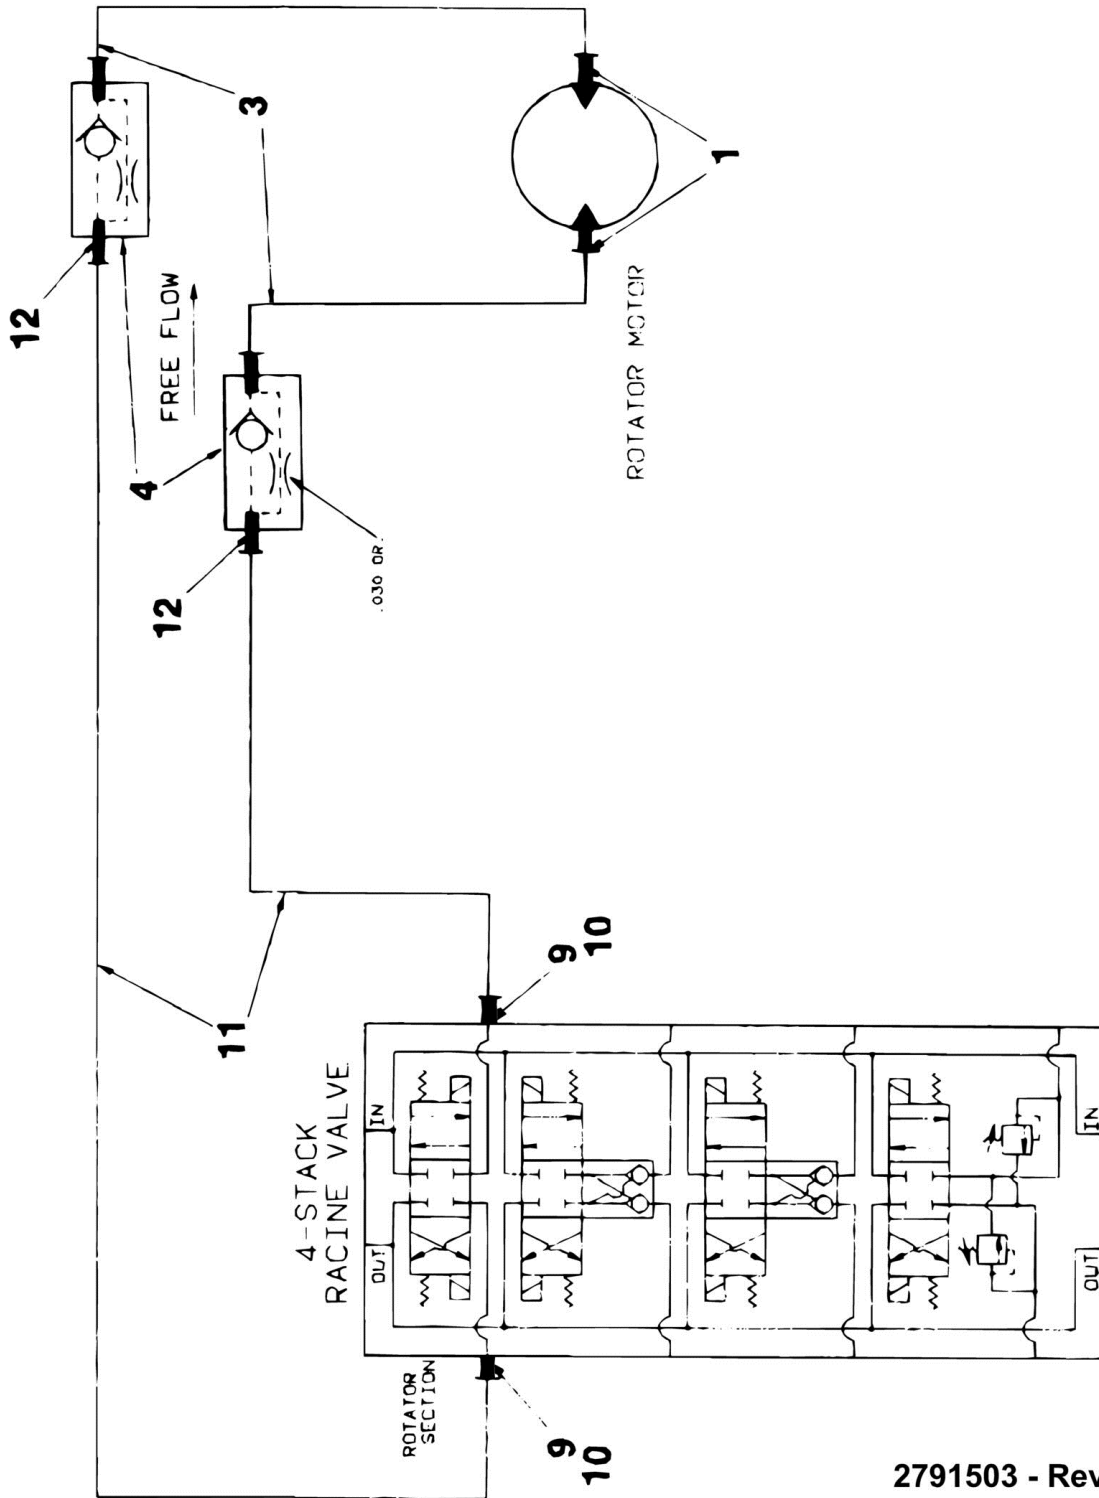 12
3
1
FREE FLOW
4
12
.030 OR.
ROTATOR MOTOR
11
9
10
4-STACK
RACINE VALVE
IN
OUT
ROTATOR
SECTION
9
10
IN
OUT
2791503 - Rev